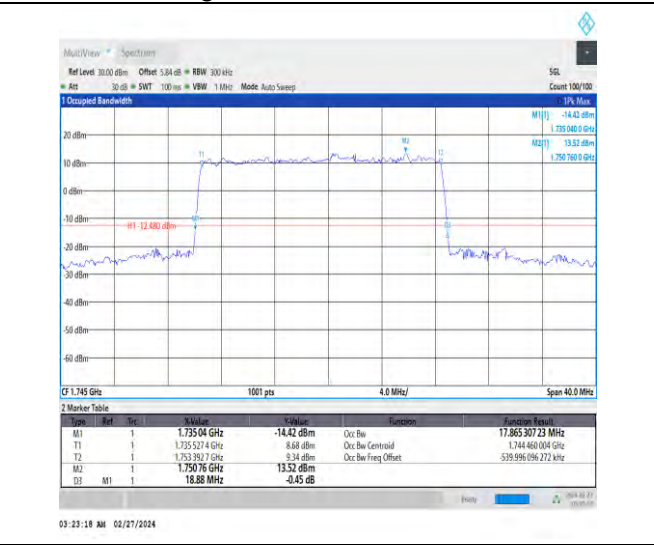 MultiView Spectrum
Ref Level 30.00 dBm Offset 5.84 dB RBW 300 kHz SGL
Att 30 dB SWT 100 ms VBW 1 MHz Mode Auto Sweep Count 100/100
1 Occupied Bandwidth 1Pk Max
M1[1] -14.42 dBm
1.735 040 0 GHz
M2[1] 13.52 dBm
1.750 760 0 GHz
20 dBm
M2
T1 T2
10 dBm
0 dBm
-10 dBm
M1
H1 -12.480 dBm
D3
-20 dBm
-30 dBm
-40 dBm
-50 dBm
-60 dBm
CF 1.745 GHz 1001 pts 4.0 MHz/ Span 40.0 MHz
2 Marker Table
Type Ref Trc X-Value Y-Value Function Function Result
M1 1 1.735 04 GHz -14.42 dBm Occ Bw 17.865 307 23 MHz
T1 1 1.735 527 4 GHz 8.68 dBm Occ Bw Centroid 1.744 460 004 GHz
T2 1 1.753 392 7 GHz 9.34 dBm Occ Bw Freq Offset -539.996 096 272 kHz
M2 1 1.750 76 GHz 13.52 dBm
D3 M1 1 18.88 MHz -0.45 dB
03:23:18 AM 02/27/2024